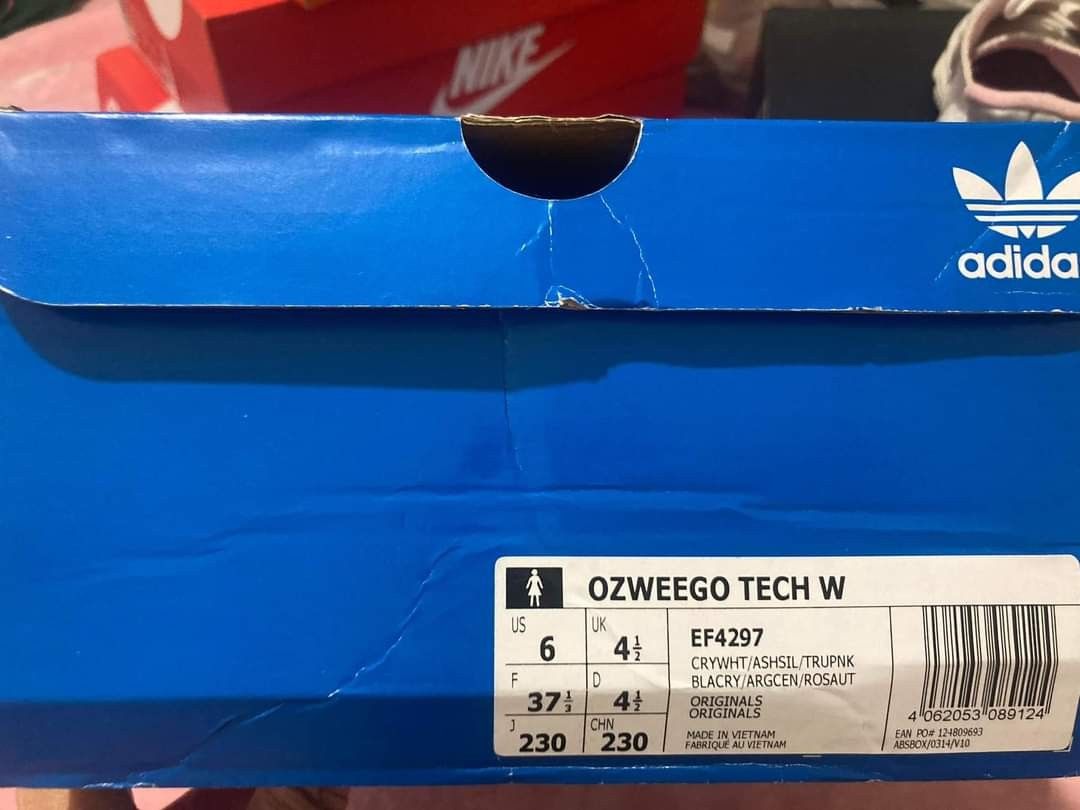 NIKE
adida
OZWEEGO TECH W
US 6 UK 4½
F 37⅓ D 4½
J 230 CHN 230
EF4297
CRYWHT/ASHSIL/TRUPNK
BLACRY/ARGCEN/ROSAUT
ORIGINALS
ORIGINALS
MADE IN VIETNAM
FABRIQUÉ AU VIETNAM
4 062053 089124
EAN PO# 124809693
ABSBOX/0314/V10